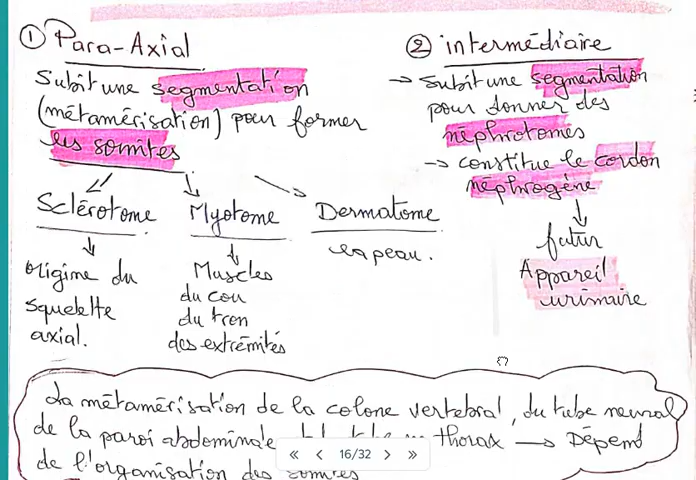 ① Para-Axial
Subit une segmentation
(métamérisation) pour former
les somites
Sclérotome
Myotome
Dermatome
Origine du
squelette
axial.
Muscles
du cou
du tron
des extrémités
la peau.
② intermédiaire
→ Subit une segmentation
pour donner des
néphrotomes
→ constitue le cordon
néphrogène
futur
Appareil
urinaire
La métamérisation de la colone vertebral, du tube neural
de la paroi abdominale thorax → Dépend
de l'organisation des somites
« < 16/32 > »